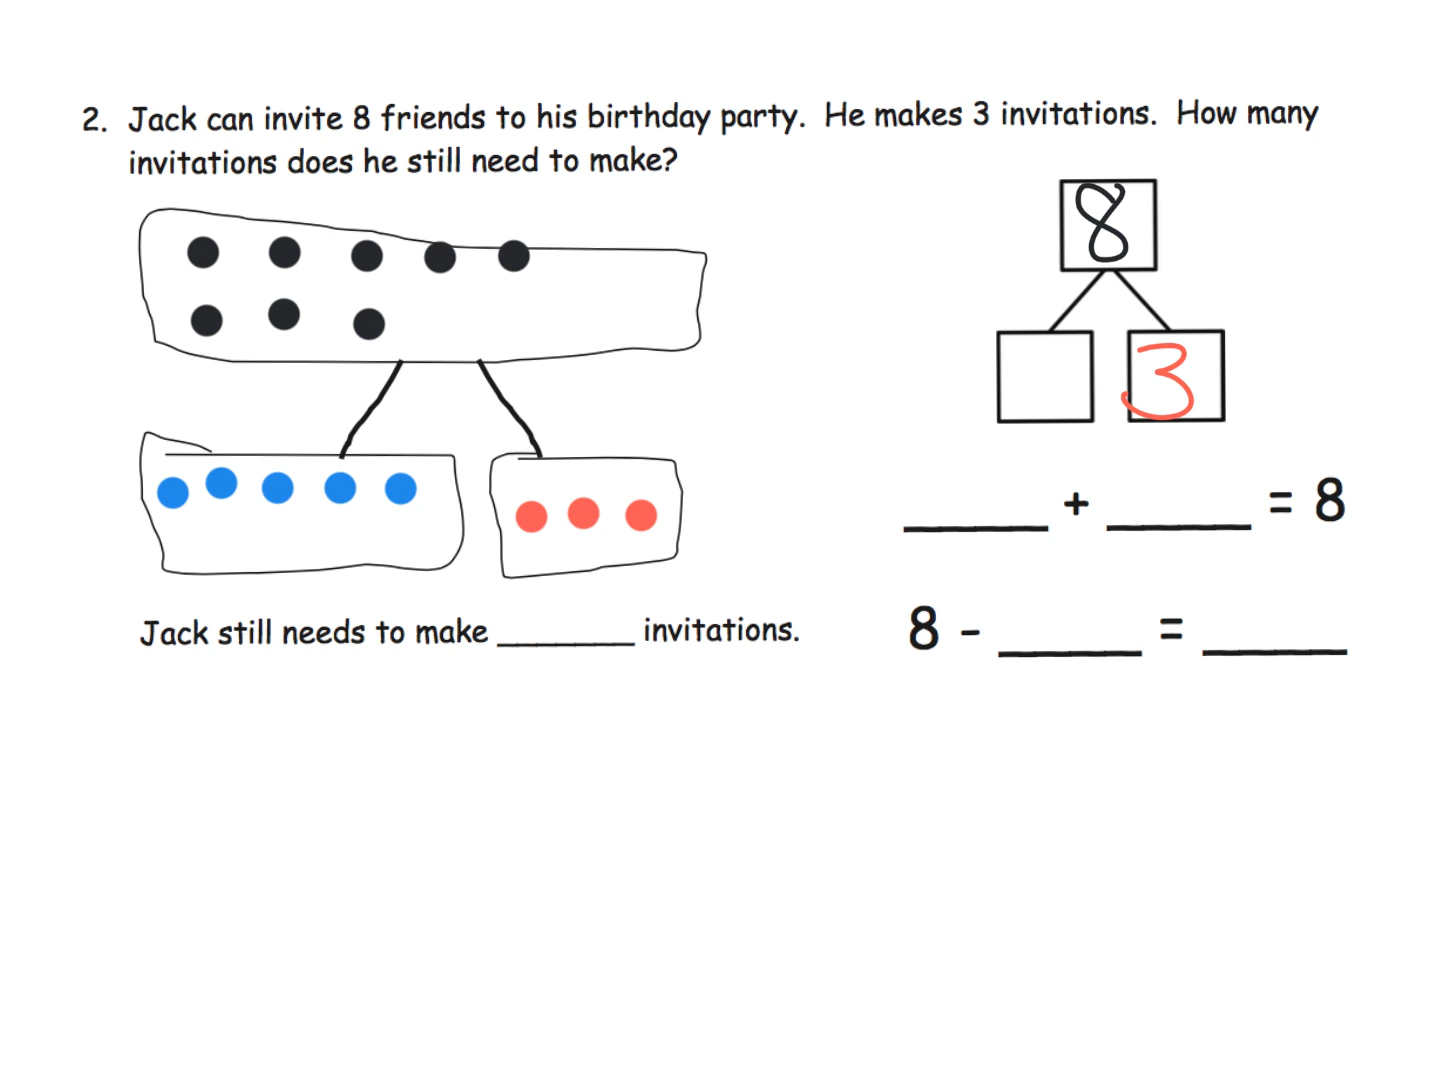 2. Jack can invite 8 friends to his birthday party. He makes 3 invitations. How many
invitations does he still need to make?
8
3
_____ + _____ = 8
Jack still needs to make _______ invitations.
8 - _____ = _____